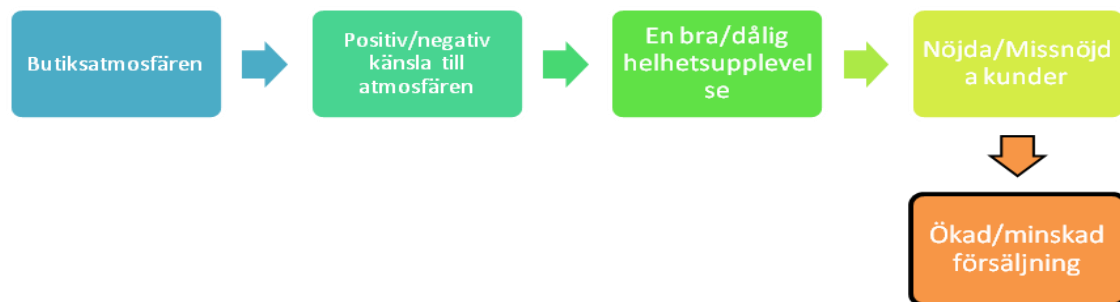 Butiksatmosfären
Positiv/negativ
känsla till
atmosfären
En bra/dålig
helhetsupplevel
se
Nöjda/Missnöjd
a kunder
Ökad/minskad
försäljning